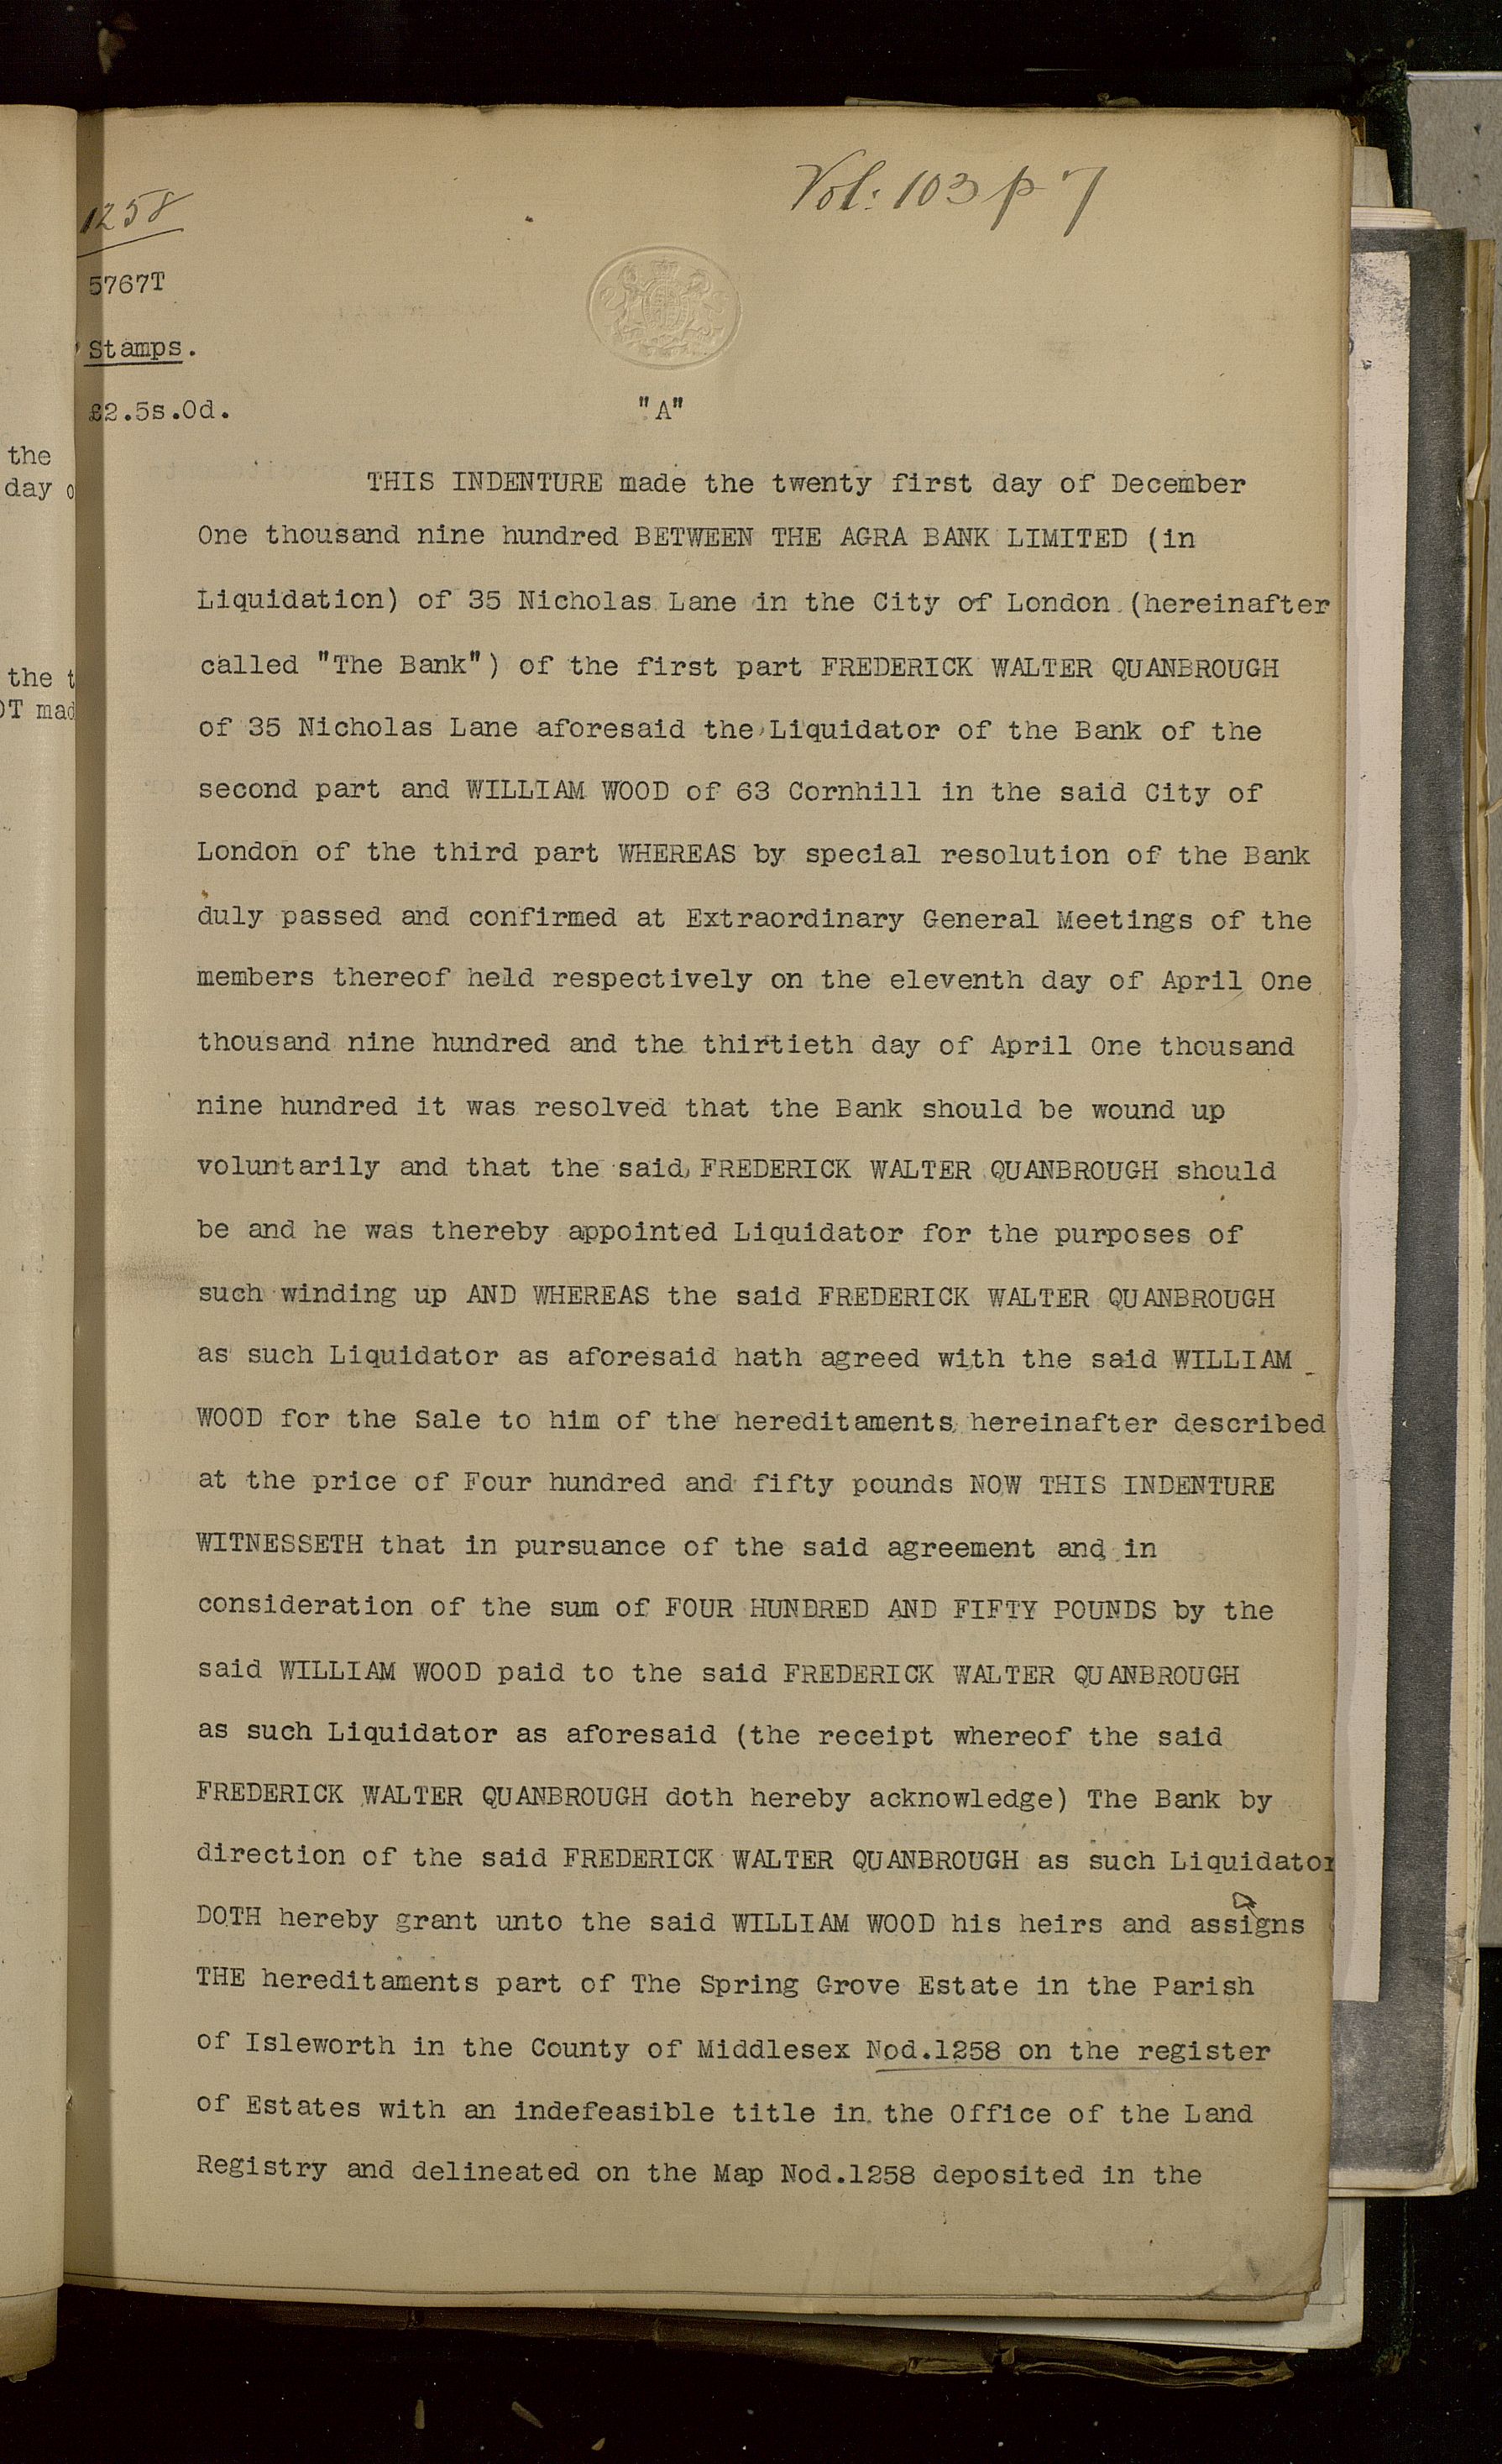 Vol: 103 p 7
1258
5767T
Stamps.
£2.5s.0d.
"A"
the
day o
the t
OT mad
THIS INDENTURE made the twenty first day of December
One thousand nine hundred BETWEEN THE AGRA BANK LIMITED (in
Liquidation) of 35 Nicholas Lane in the City of London (hereinafter
called "The Bank") of the first part FREDERICK WALTER QUANBROUGH
of 35 Nicholas Lane aforesaid the Liquidator of the Bank of the
second part and WILLIAM WOOD of 63 Cornhill in the said City of
London of the third part WHEREAS by special resolution of the Bank
duly passed and confirmed at Extraordinary General Meetings of the
members thereof held respectively on the eleventh day of April One
thousand nine hundred and the thirtieth day of April One thousand
nine hundred it was resolved that the Bank should be wound up
voluntarily and that the said FREDERICK WALTER QUANBROUGH should
be and he was thereby appointed Liquidator for the purposes of
such winding up AND WHEREAS the said FREDERICK WALTER QUANBROUGH
as such Liquidator as aforesaid hath agreed with the said WILLIAM
WOOD for the Sale to him of the hereditaments hereinafter described
at the price of Four hundred and fifty pounds NOW THIS INDENTURE
WITNESSETH that in pursuance of the said agreement and in
consideration of the sum of FOUR HUNDRED AND FIFTY POUNDS by the
said WILLIAM WOOD paid to the said FREDERICK WALTER QUANBROUGH
as such Liquidator as aforesaid (the receipt whereof the said
FREDERICK WALTER QUANBROUGH doth hereby acknowledge) The Bank by
direction of the said FREDERICK WALTER QUANBROUGH as such Liquidator
DOTH hereby grant unto the said WILLIAM WOOD his heirs and assigns
THE hereditaments part of The Spring Grove Estate in the Parish
of Isleworth in the County of Middlesex Nod.1258 on the register
of Estates with an indefeasible title in the Office of the Land
Registry and delineated on the Map Nod.1258 deposited in the